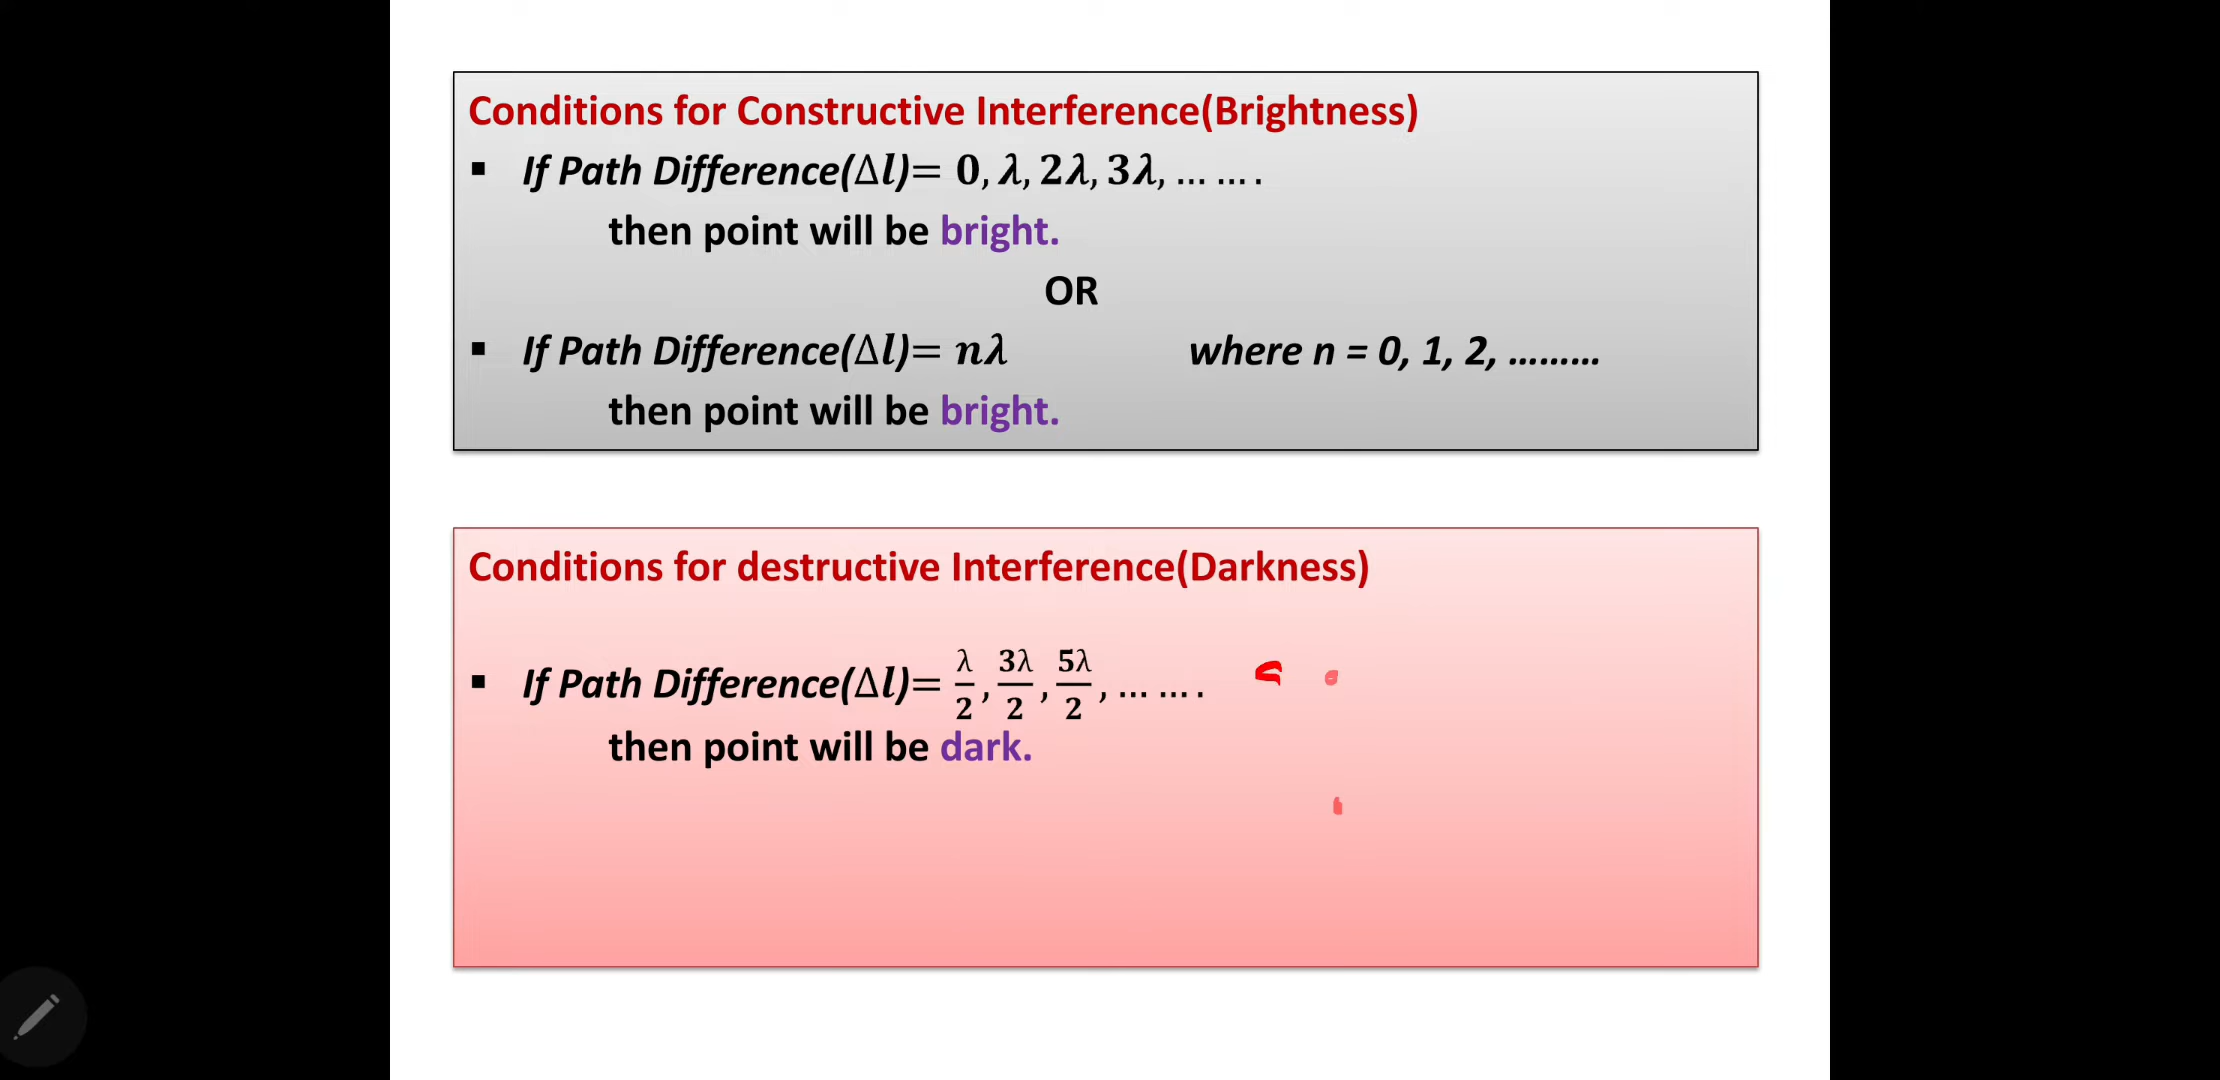 Conditions for Constructive Interference(Brightness)
▪ If Path Difference(Δl)= 0, λ, 2λ, 3λ, … … .
then point will be bright.
OR
▪ If Path Difference(Δl)= nλ where n = 0, 1, 2, ………
then point will be bright.
Conditions for destructive Interference(Darkness)
▪ If Path Difference(Δl)= λ/2, 3λ/2, 5λ/2, … … .
then point will be dark.